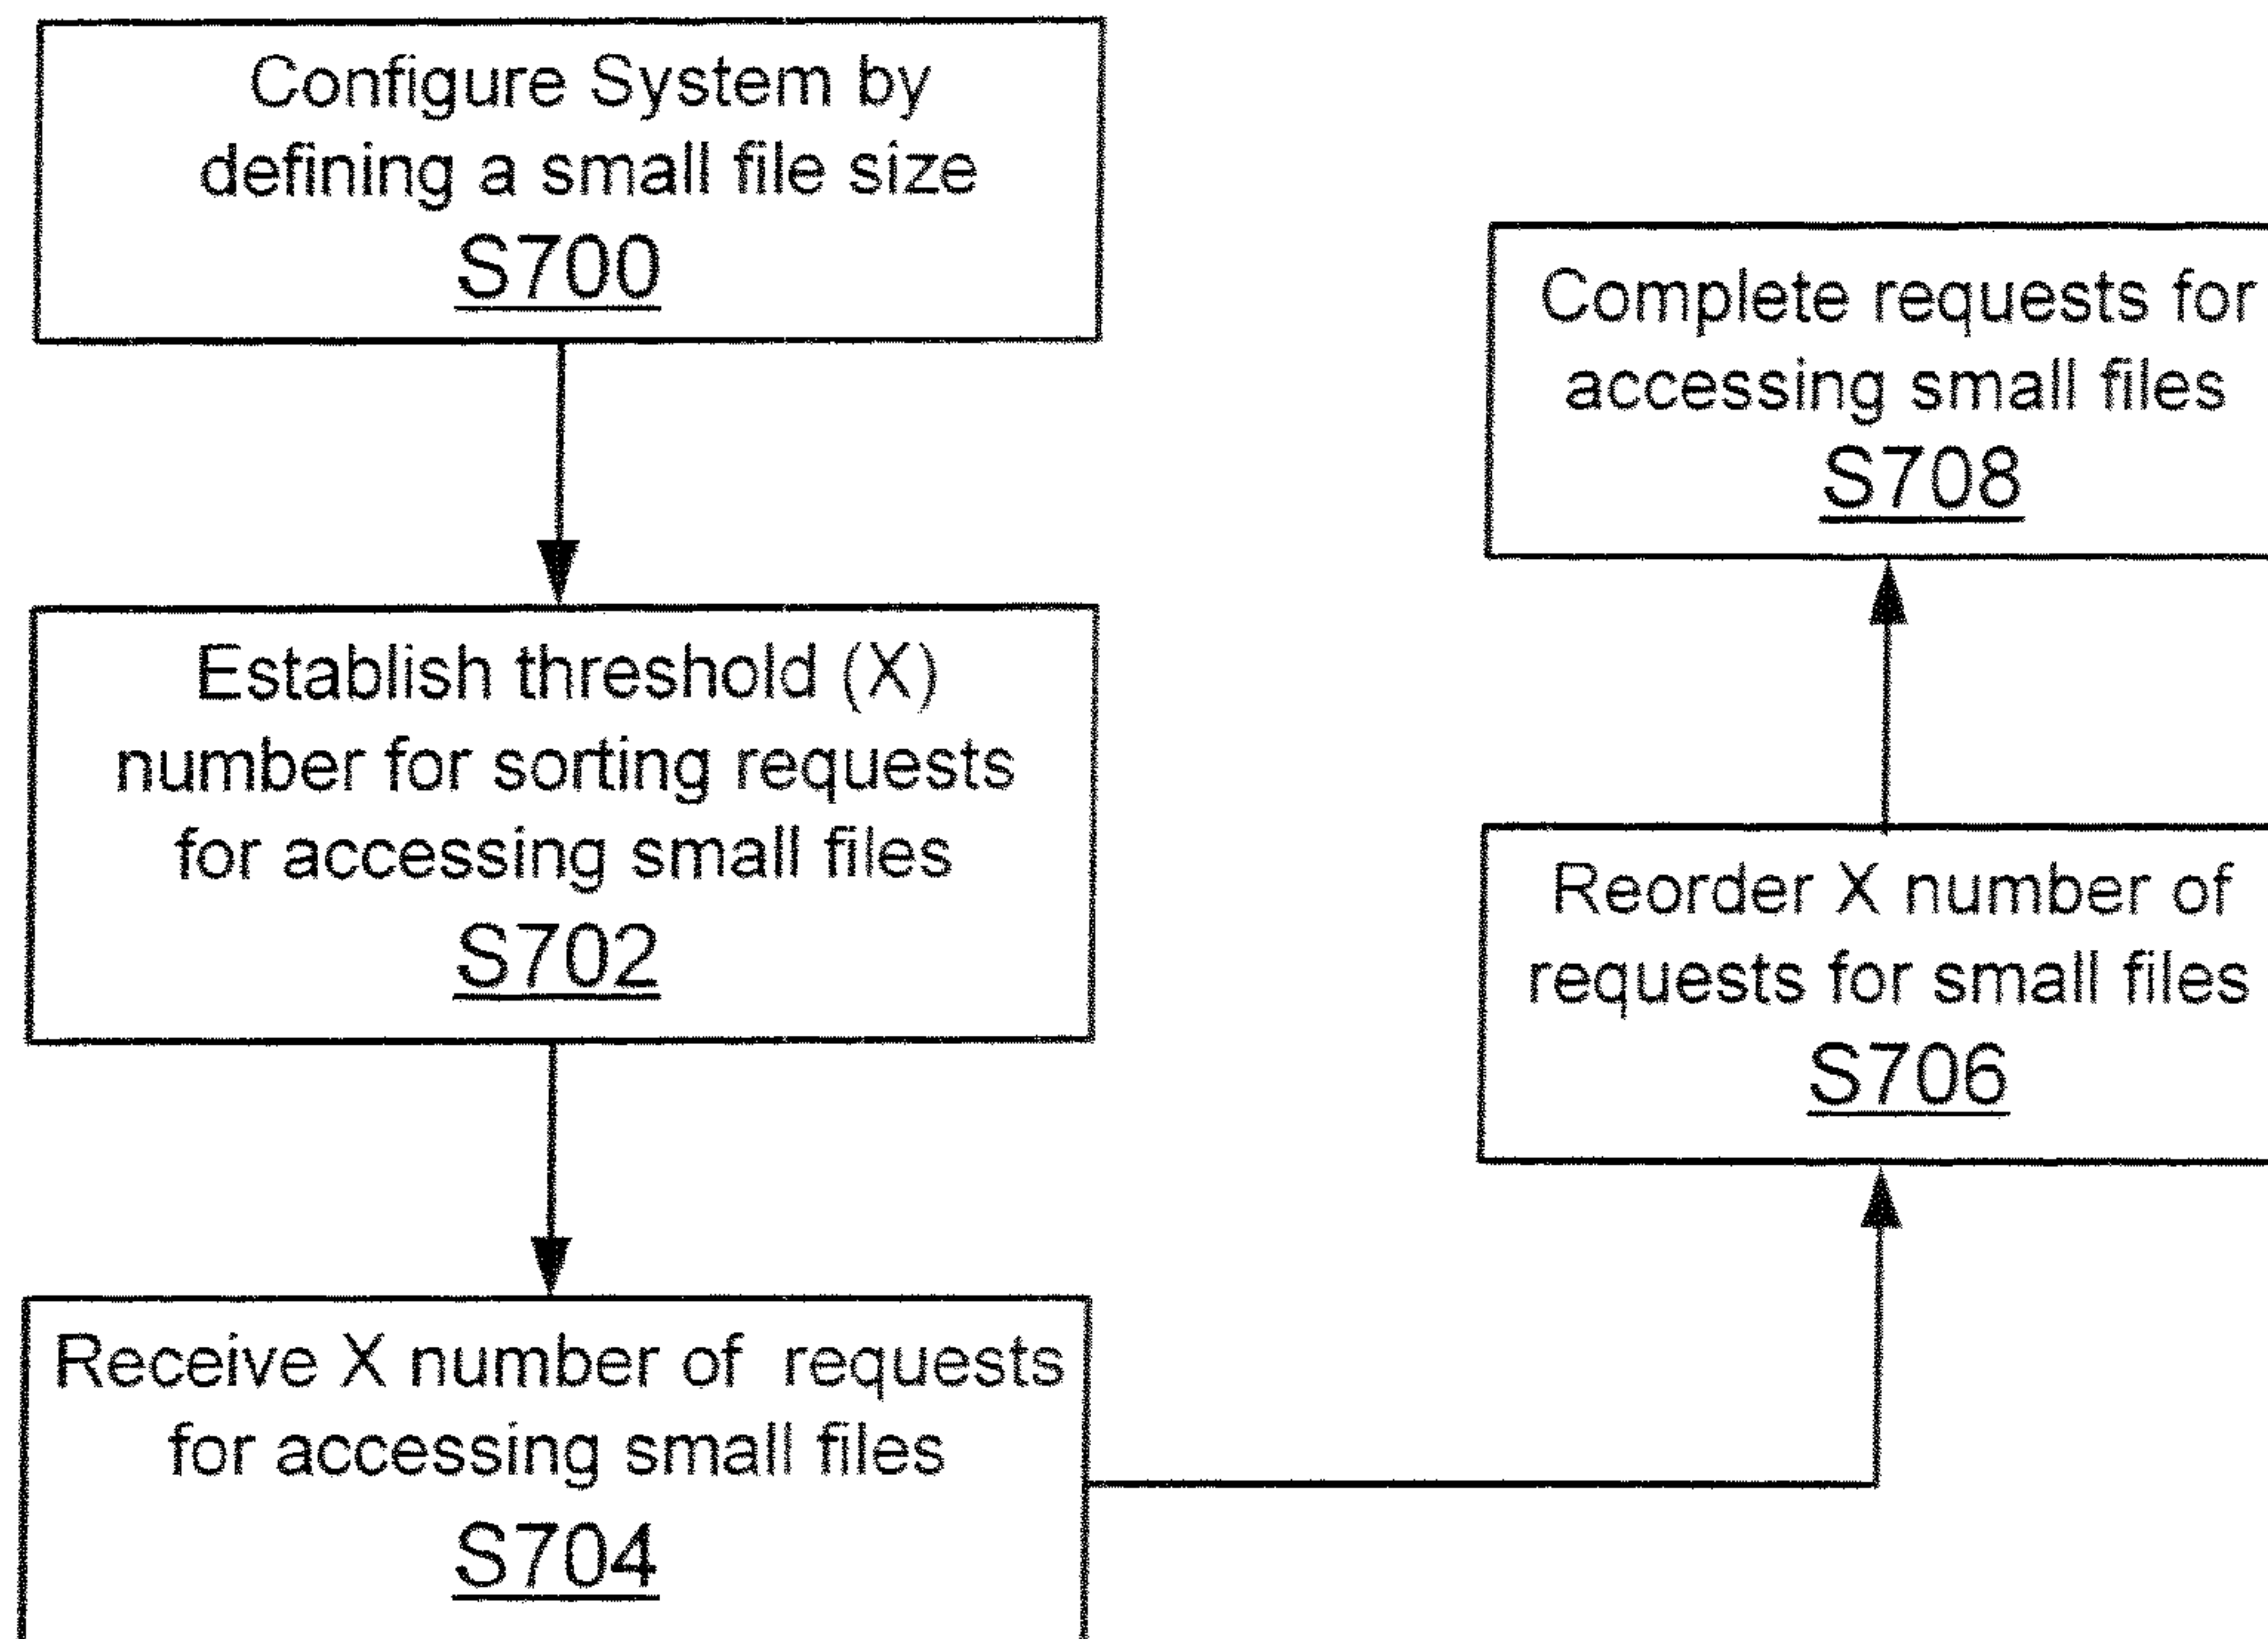 Configure System by
defining a small file size
S700
Establish threshold (X)
number for sorting requests
for accessing small files
S702
Receive X number of requests
for accessing small files
S704
Reorder X number of
requests for small files
S706
Complete requests for
accessing small files
S708